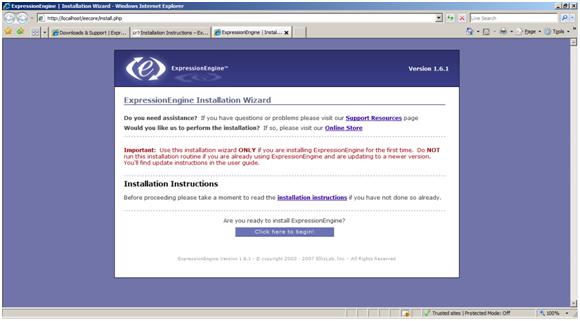 ExpressionEngine | Installation Wizard - Windows Internet Explorer
http://localhost/eecore/install.php
Live Search
Downloads & Support | Expr...
Installation Instructions – Ex...
ExpressionEngine | Instal...
Page
Tools
ExpressionEngine™
Version 1.6.1
ExpressionEngine Installation Wizard
Do you need assistance? If you have questions or problems please visit our Support Resources page
Would you like us to perform the installation? If so, please visit our Online Store
Important: Use this installation wizard ONLY if you are installing ExpressionEngine for the first time. Do NOT
run this installation routine if you are already using ExpressionEngine and are updating to a newer version.
You'll find update instructions in the user guide.
Installation Instructions
Before proceeding please take a moment to read the installation instructions if you have not done so already.
Are you ready to install ExpressionEngine?
Click here to begin!
ExpressionEngine Version 1.6.1 - © copyright 2003 - 2007 EllisLab, Inc. - All Rights Reserved
Trusted sites | Protected Mode: Off
100%